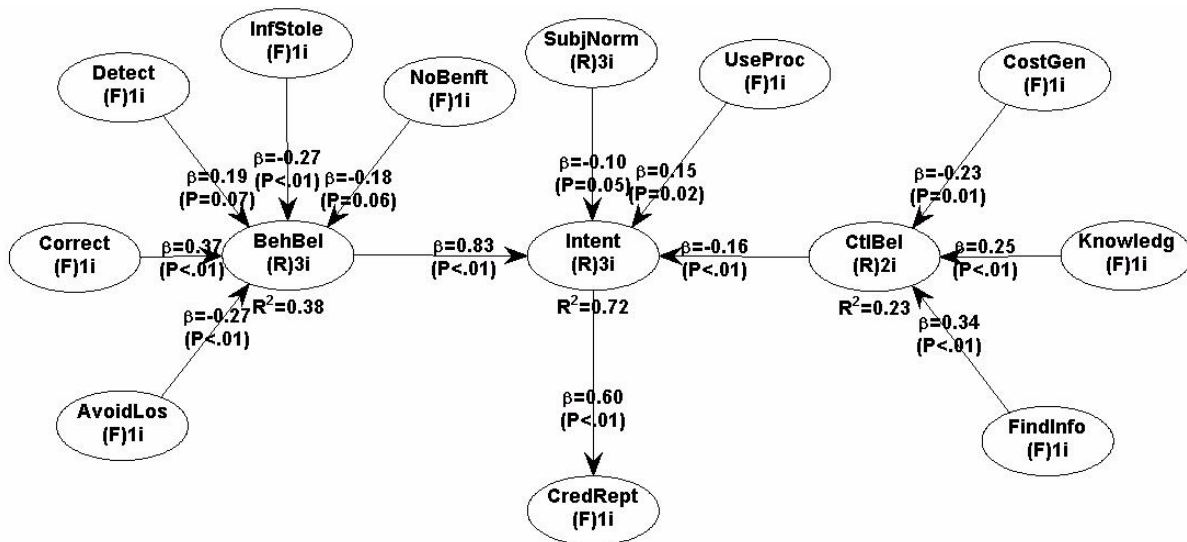 InfStole
(F)1i
SubjNorm
(R)3i
UseProc
(F)1i
Detect
(F)1i
NoBenft
(F)1i
CostGen
(F)1i
β=0.19
(P=0.07)
β=-0.27
(P<.01)
β=-0.18
(P=0.06)
β=-0.10
(P=0.05)
β=0.15
(P=0.02)
β=-0.23
(P=0.01)
Correct
(F)1i
β=0.37
(P<.01)
BehBel
(R)3i
R²=0.38
β=0.83
(P<.01)
Intent
(R)3i
R²=0.72
β=-0.16
(P<.01)
CtlBel
(R)2i
R²=0.23
β=0.25
(P<.01)
Knowledg
(F)1i
β=-0.27
(P<.01)
β=0.34
(P<.01)
AvoidLos
(F)1i
β=0.60
(P<.01)
FindInfo
(F)1i
CredRept
(F)1i